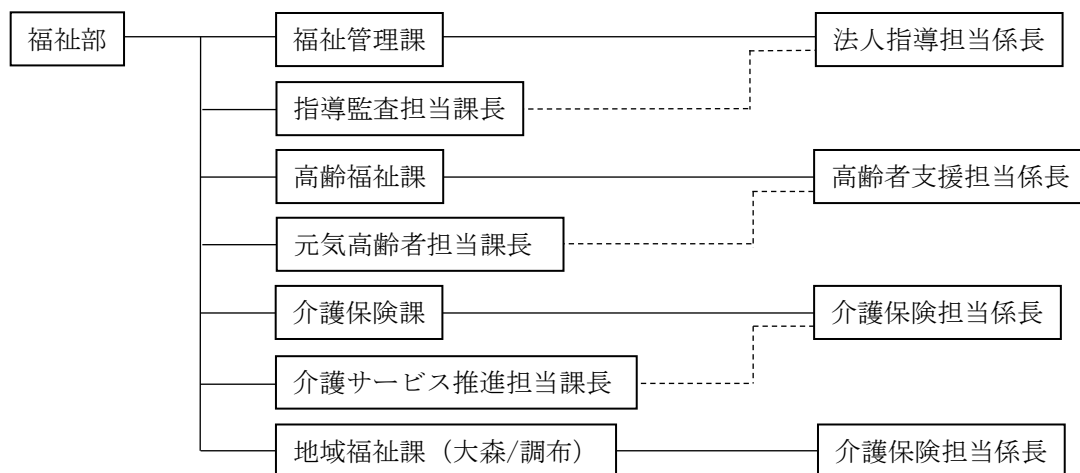 福祉部
福祉管理課
法人指導担当係長
指導監査担当課長
高齢福祉課
高齢者支援担当係長
元気高齢者担当課長
介護保険課
介護保険担当係長
介護サービス推進担当課長
地域福祉課（大森/調布）
介護保険担当係長